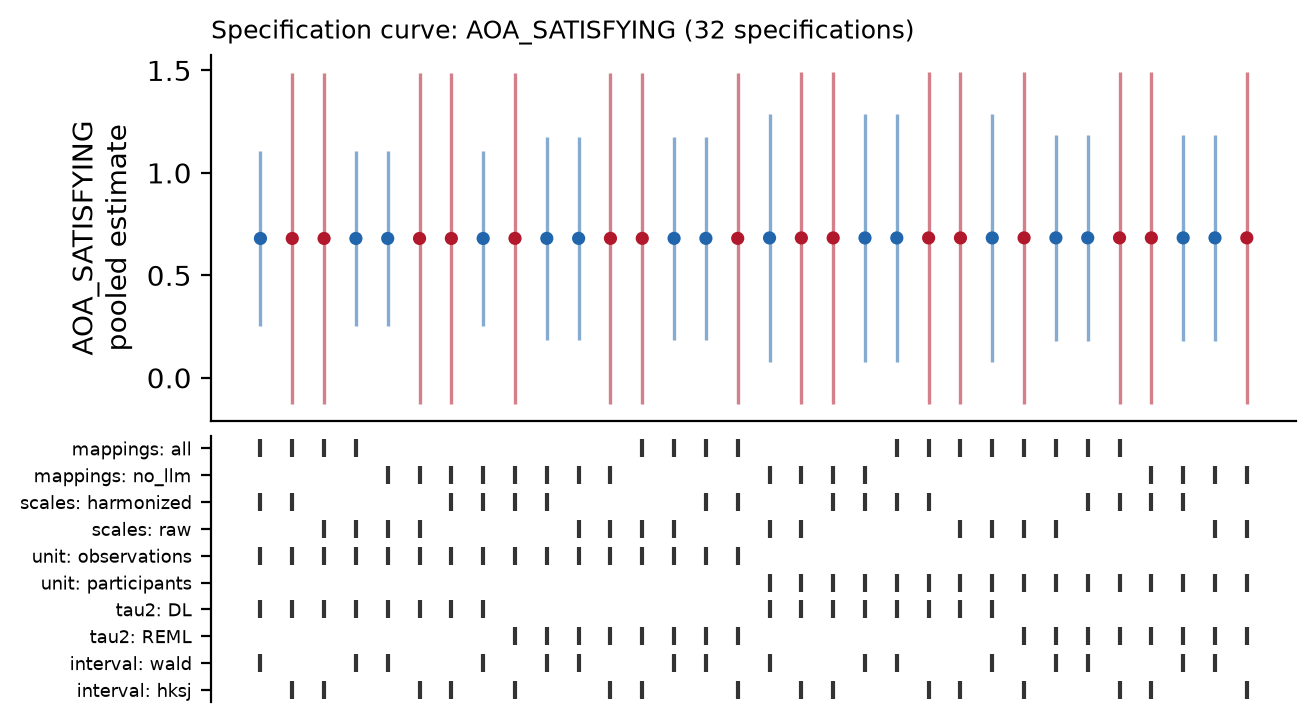 Specification curve: AOA_SATISFYING (32 specifications)
AOA_SATISFYING
pooled estimate
1.5
1.0
0.5
0.0
mappings: all
mappings: no_llm
scales: harmonized
scales: raw
unit: observations
unit: participants
tau2: DL
tau2: REML
interval: wald
interval: hksj